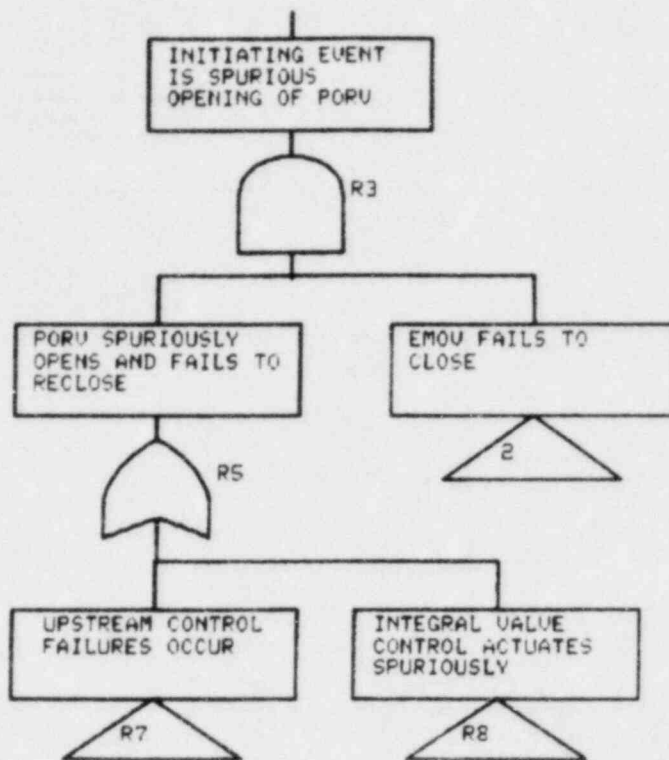 INITIATING EVENT
IS SPURIOUS
OPENING OF PORV
R3
PORV SPURIOUSLY
OPENS AND FAILS TO
RECLOSE
EMOV FAILS TO
CLOSE
2
R5
UPSTREAM CONTROL
FAILURES OCCUR
INTEGRAL VALVE
CONTROL ACTUATES
SPURIOUSLY
R7
R8